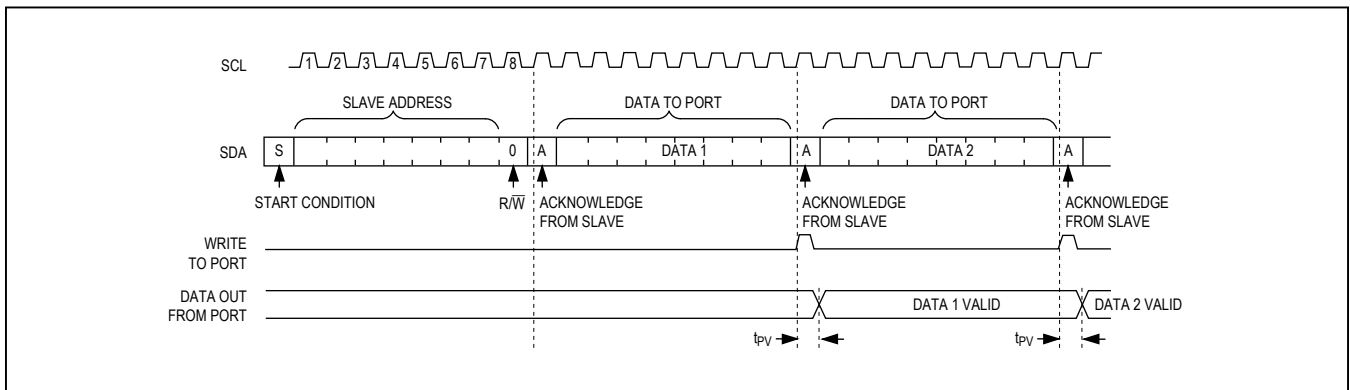 SCL 1 2 3 4 5 6 7 8
SLAVE ADDRESS DATA TO PORT DATA TO PORT
SDA S 0 A DATA 1 A DATA 2 A
START CONDITION R/W̅ ACKNOWLEDGE FROM SLAVE ACKNOWLEDGE FROM SLAVE ACKNOWLEDGE FROM SLAVE
WRITE TO PORT
DATA OUT FROM PORT DATA 1 VALID DATA 2 VALID
tPV tPV